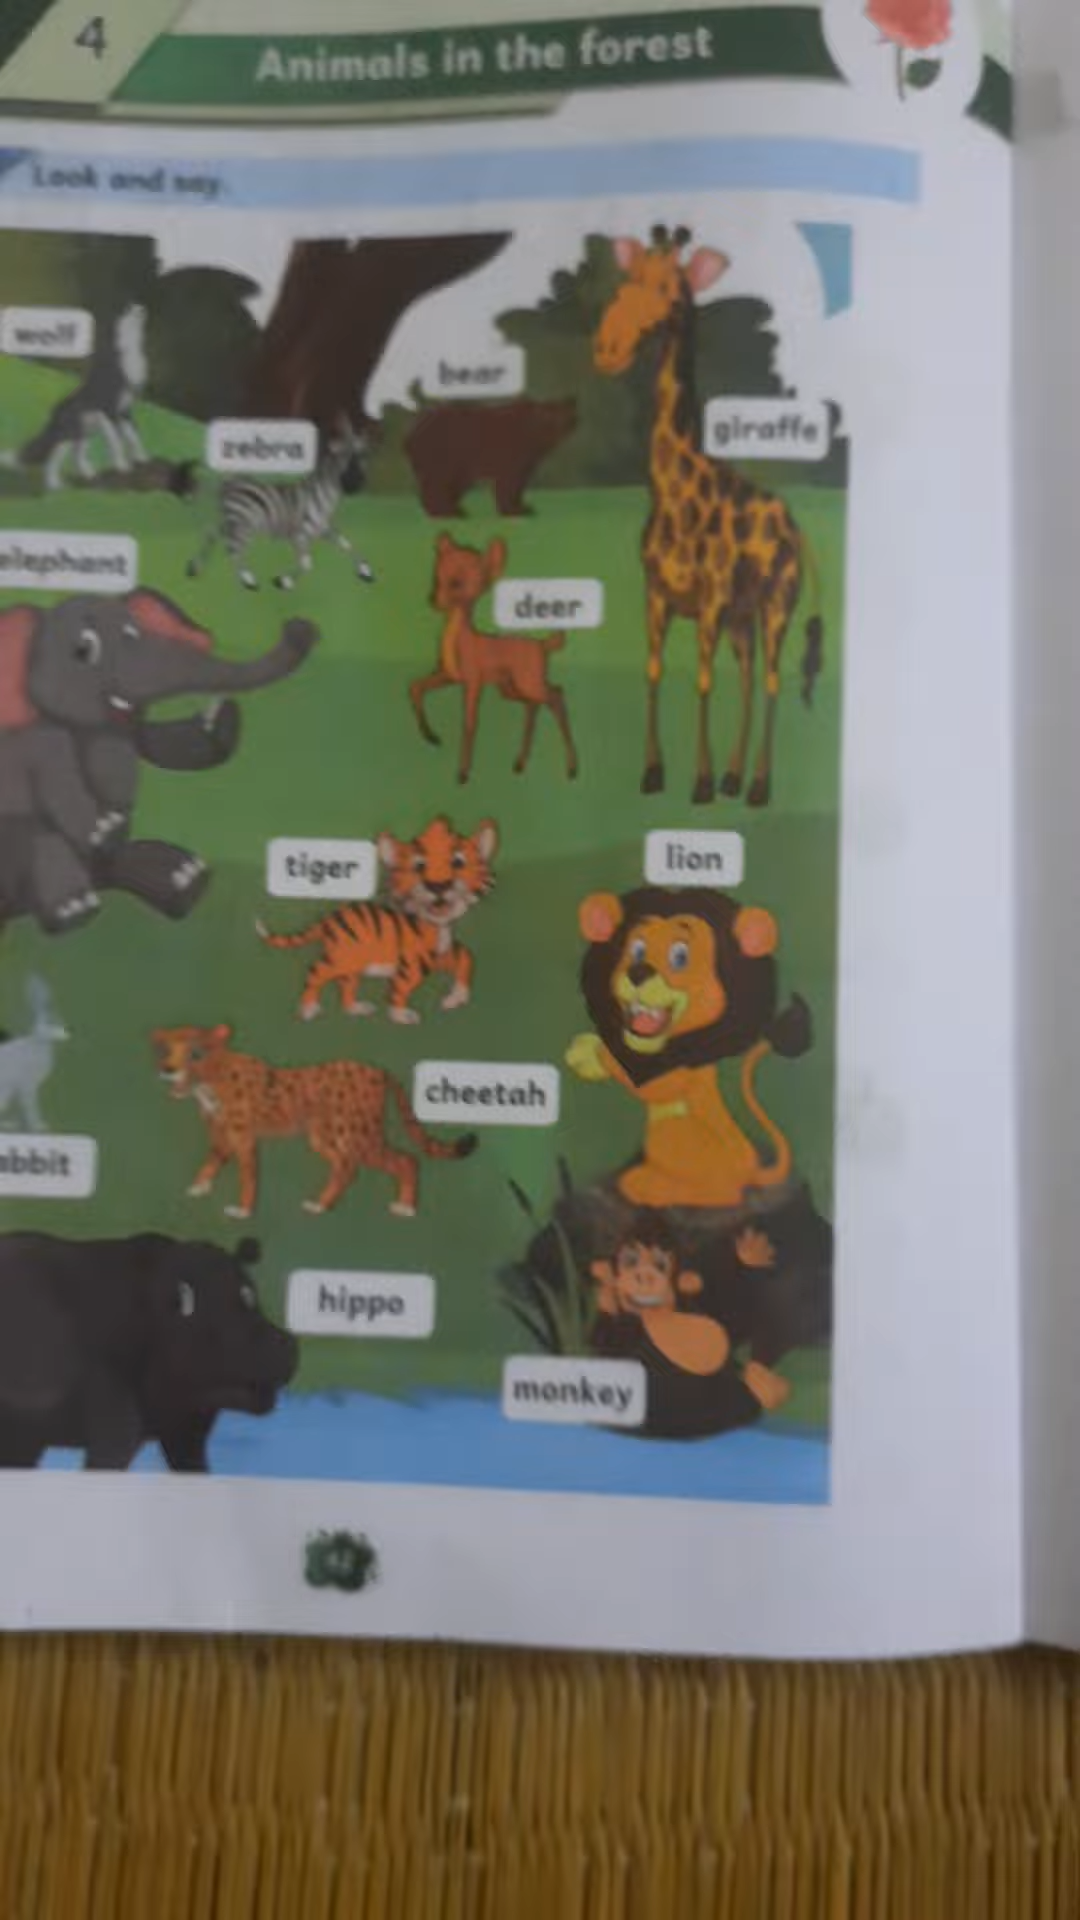 4
Animals in the forest
Look and say.
wolf
bear
zebra
giraffe
elephant
deer
tiger
lion
cheetah
abbit
hippo
monkey